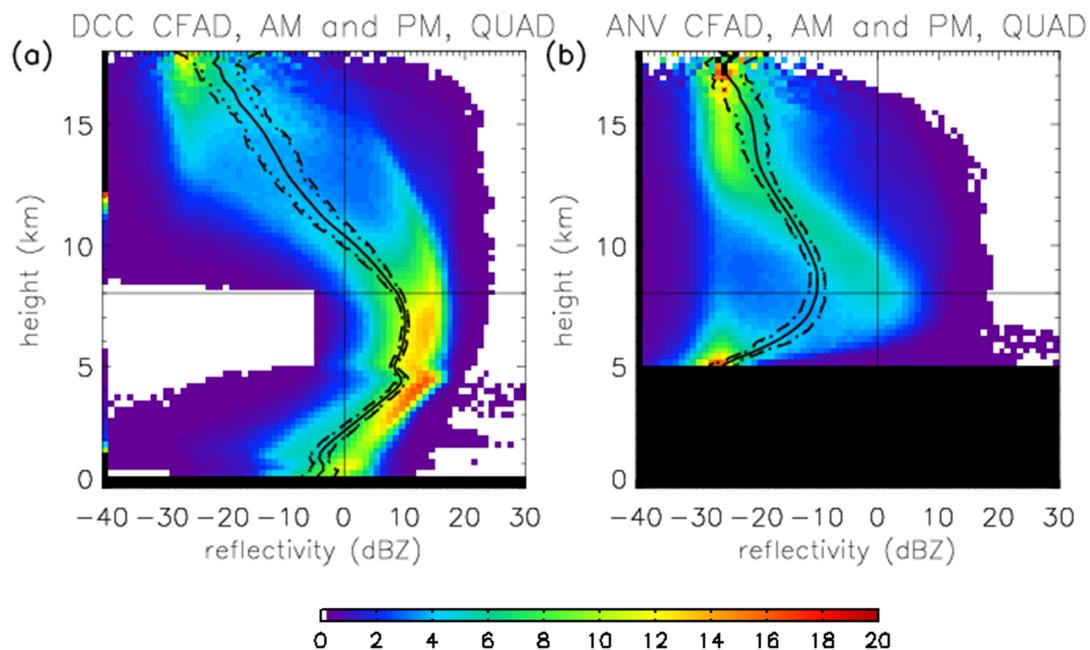 DCC CFAD, AM and PM, QUAD
ANV CFAD, AM and PM, QUAD
(a)
(b)
15
10
5
0
height (km)
-40 -30 -20 -10 0 10 20 30
reflectivity (dBZ)
15
10
5
0
height (km)
-40 -30 -20 -10 0 10 20 30
reflectivity (dBZ)
0 2 4 6 8 10 12 14 16 18 20